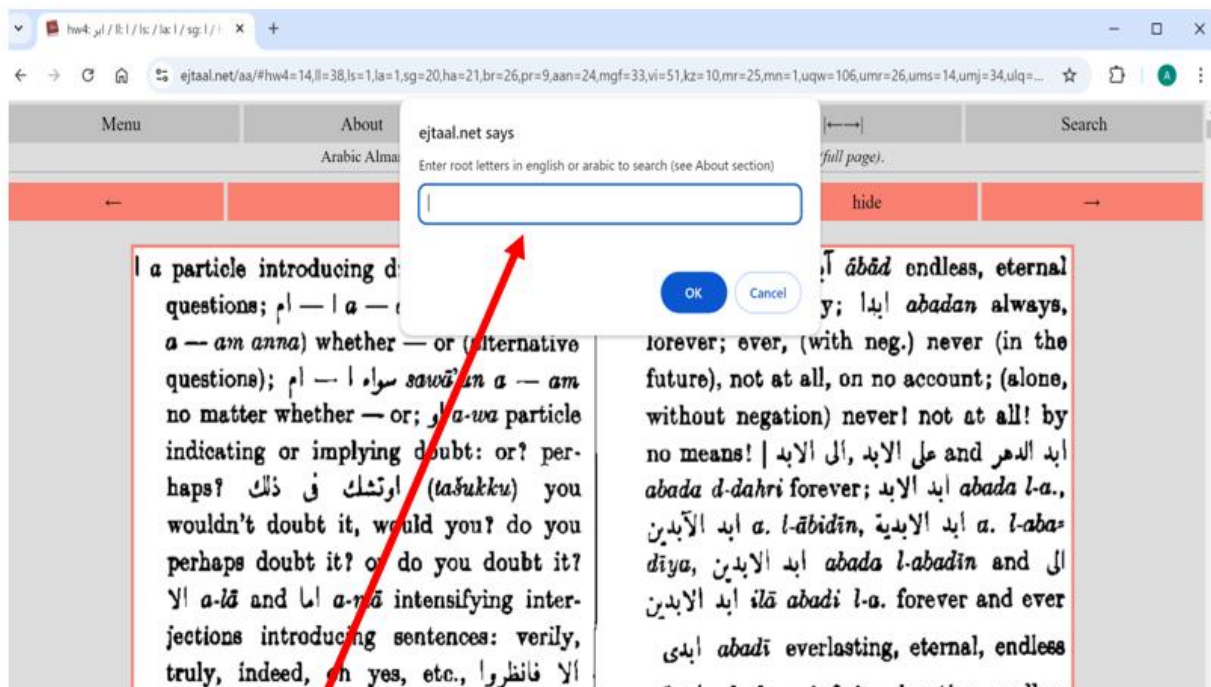 hw4: ابر / ll: l / ls: / la: l / sg: l /
ejtaal.net/aa/#hw4=14,ll=38,ls=1,la=1,sg=20,ha=21,br=26,pr=9,aan=24,mgf=33,vi=51,kz=10,mr=25,mn=1,uqw=106,umr=26,ums=14,umj=34,ulq=...
A
Menu About |←→| Search
Arabic Alma (full page).
← hide →
ejtaal.net says
Enter root letters in english or arabic to search (see About section)
OK Cancel
ا a particle introducing
questions; ا — ام a —
a — am anna) whether — or (alternative
questions); سواء ا — ام sawā'un a — am
no matter whether — or; او a-wa particle
indicating or implying doubt: or? per-
haps? اوتشك فى ذلك (tašukku) you
wouldn't doubt it, would you? do you
perhaps doubt it? or do you doubt it?
الا a-lā and اما a-mā intensifying inter-
jections introducing sentences: verily,
truly, indeed, oh yes, etc., الا فانظروا
ābād endless, eternal
ابدا abadan always,
forever; ever, (with neg.) never (in the
future), not at all, on no account; (alone,
without negation) never! not at all! by
no means! | الى الابد, على الابد and ابد الدهر
abada d-dahri forever; ابد الابد abada l-a.,
ابد الآبدين a. l-ābidīn, ابد الابدية a. l-aba=
dīya, ابد الابدين abada l-abadīn and الى
ابد الابدين ilā abadi l-a. forever and ever
ابدى abadī everlasting, eternal, endless